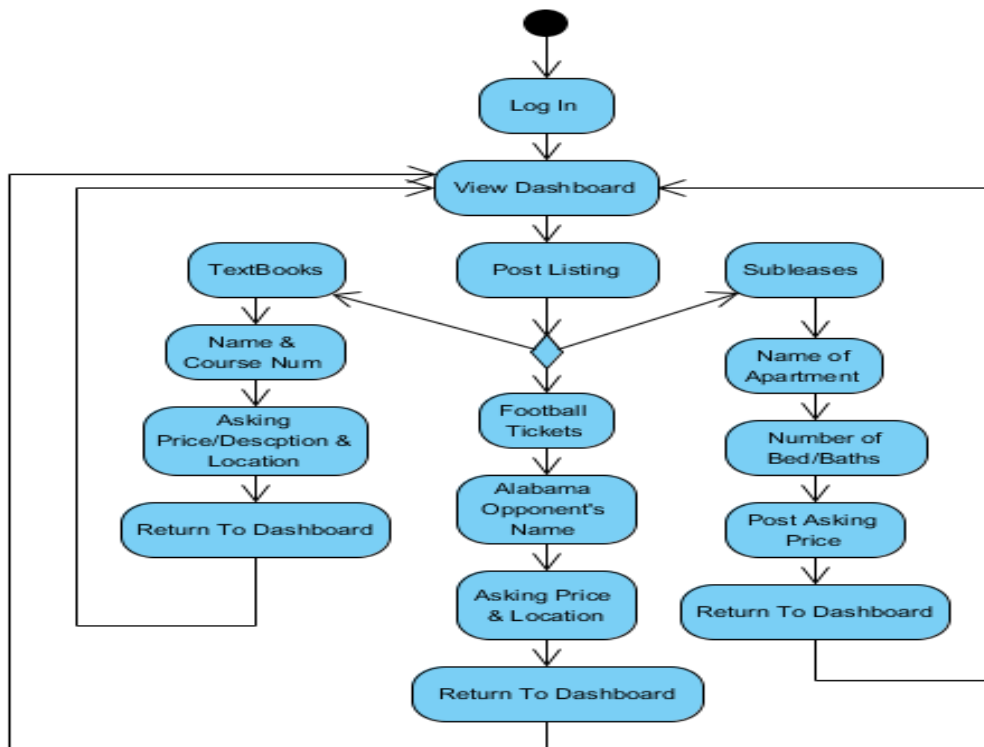 Log In
View Dashboard
TextBooks
Post Listing
Subleases
Name &
Course Num
Name of
Apartment
Football
Tickets
Asking
Price/Descption &
Location
Number of
Bed/Baths
Alabama
Opponent's
Name
Return To Dashboard
Post Asking
Price
Asking Price
& Location
Return To Dashboard
Return To Dashboard